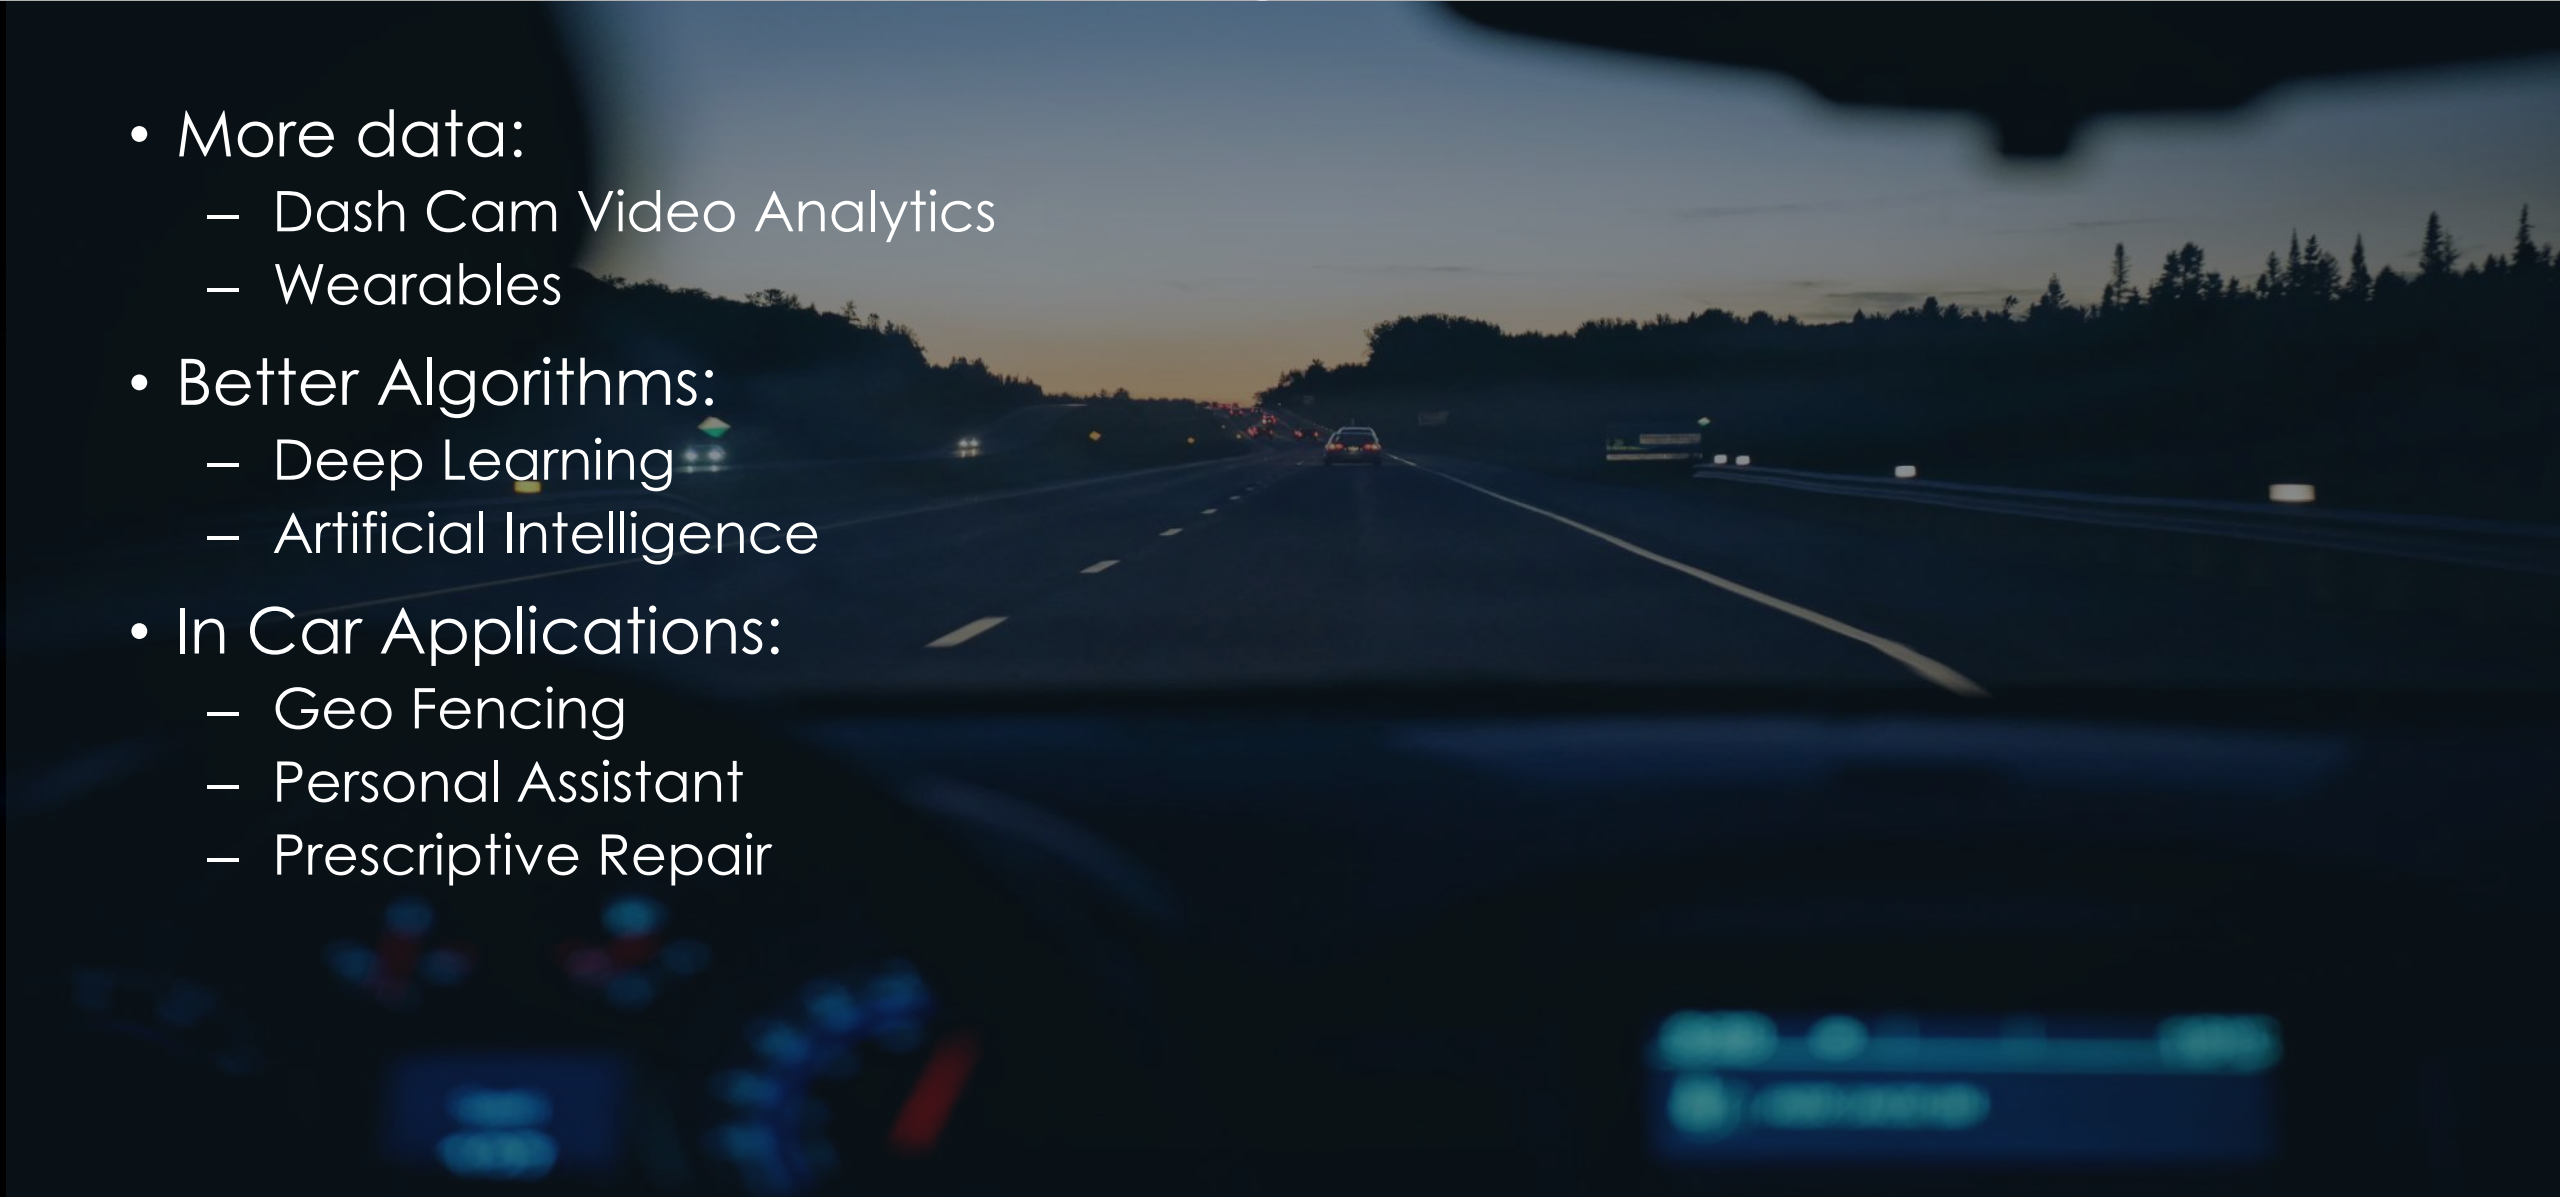 • More data:
– Dash Cam Video Analytics
– Wearables
• Better Algorithms:
– Deep Learning
– Artificial Intelligence
• In Car Applications:
– Geo Fencing
– Personal Assistant
– Prescriptive Repair